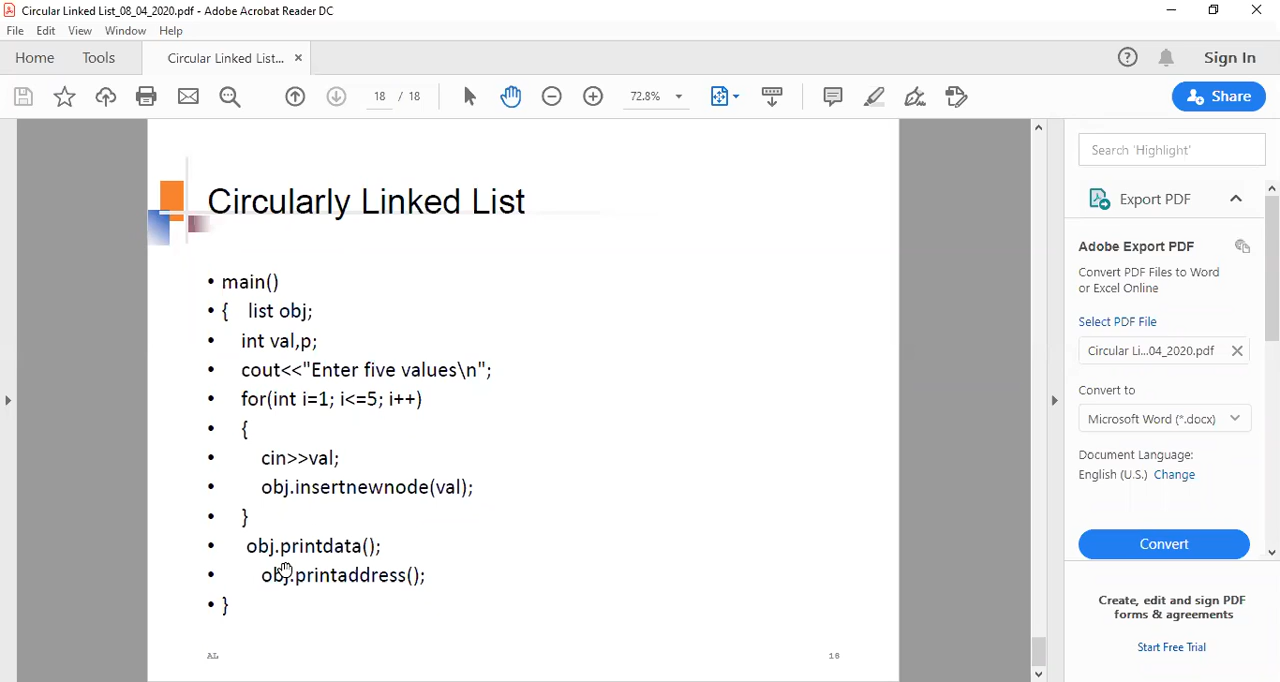 Circular Linked List_08_04_2020.pdf - Adobe Acrobat Reader DC
File Edit View Window Help
Home Tools Circular Linked List... × Sign In
18 / 18 72.8% Share
Search 'Highlight'
Export PDF
Adobe Export PDF
Convert PDF Files to Word
or Excel Online
Select PDF File
Circular Li...04_2020.pdf
Convert to
Microsoft Word (*.docx)
Document Language:
English (U.S.) Change
Convert
Create, edit and sign PDF
forms & agreements
Start Free Trial
Circularly Linked List
• main()
• { list obj;
• int val,p;
• cout<<"Enter five values\n";
• for(int i=1; i<=5; i++)
• {
• cin>>val;
• obj.insertnewnode(val);
• }
• obj.printdata();
• obj.printaddress();
• }
AL 18